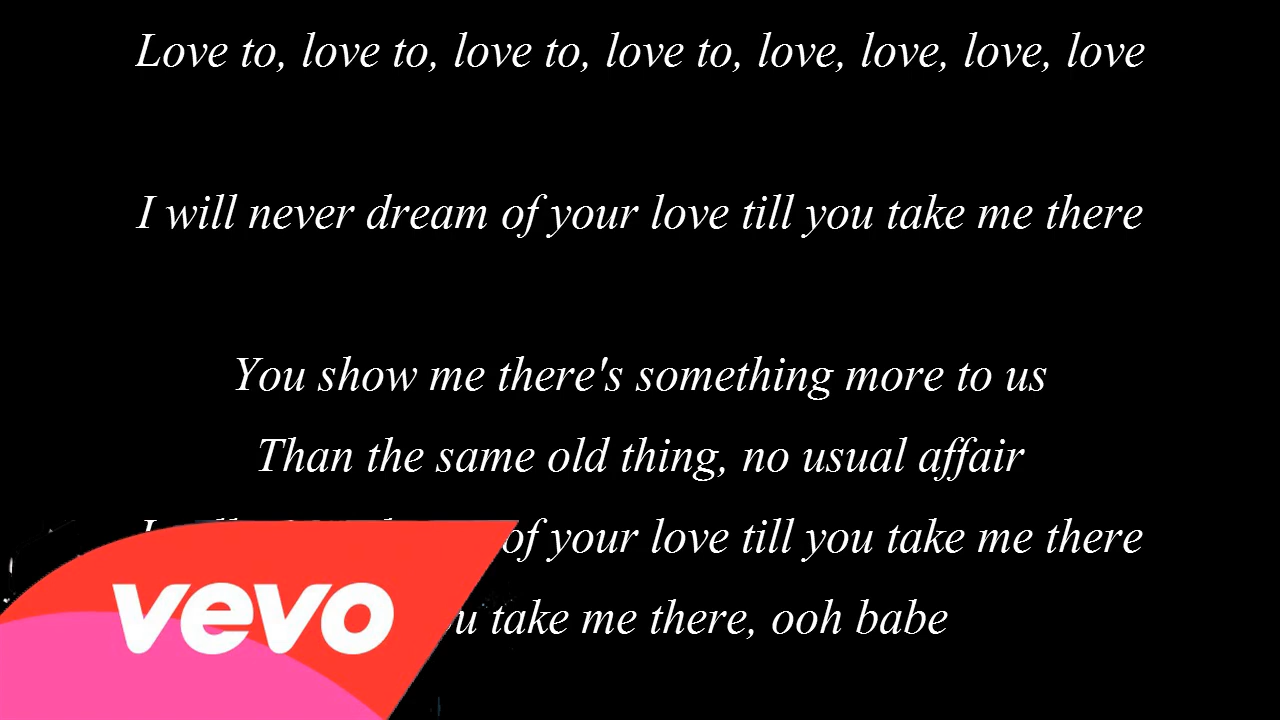 Love to, love to, love to, love to, love, love, love, love
I will never dream of your love till you take me there
You show me there's something more to us
Than the same old thing, no usual affair
of your love till you take me there
take me there, ooh babe
vevo